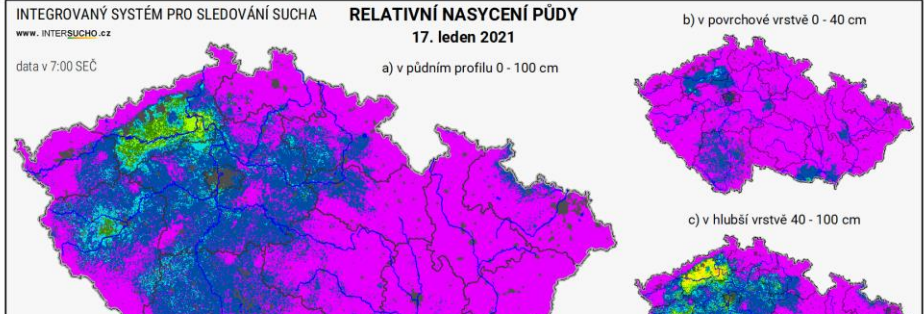 INTEGROVANÝ SYSTÉM PRO SLEDOVÁNÍ SUCHA
www. INTERSUCHO.cz
data v 7:00 SEČ
RELATIVNÍ NASYCENÍ PŮDY
17. leden 2021
a) v půdním profilu 0 - 100 cm
b) v povrchové vrstvě 0 - 40 cm
c) v hlubší vrstvě 40 - 100 cm